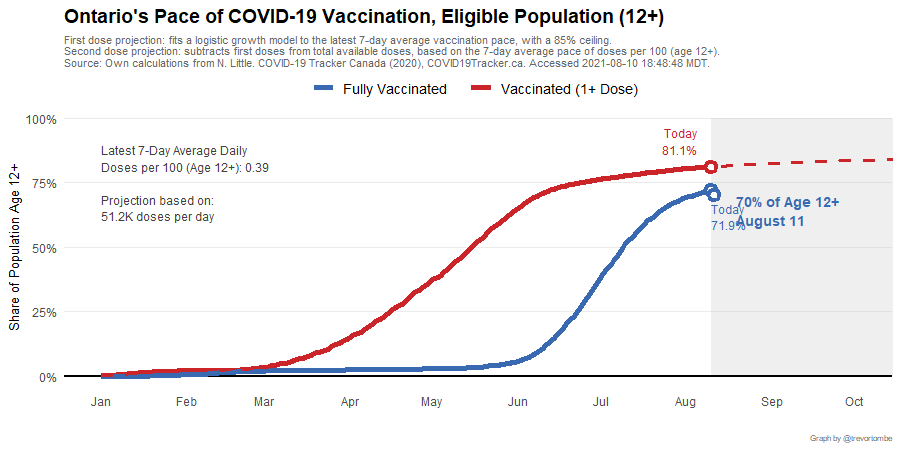 Ontario's Pace of COVID-19 Vaccination, Eligible Population (12+)
First dose projection: fits a logistic growth model to the latest 7-day average vaccination pace, with a 85% ceiling.
Second dose projection: subtracts first doses from total available doses, based on the 7-day average pace of doses per 100 (age 12+).
Source: Own calculations from N. Little. COVID-19 Tracker Canada (2020), COVID19Tracker.ca. Accessed 2021-08-10 18:48:48 MDT.
Fully Vaccinated
Vaccinated (1+ Dose)
Share of Population Age 12+
100%
75%
50%
25%
0%
Latest 7-Day Average Daily
Doses per 100 (Age 12+): 0.39
Projection based on:
51.2K doses per day
Today
81.1%
Today
71.9%
70% of Age 12+
August 11
Jan
Feb
Mar
Apr
May
Jun
Jul
Aug
Sep
Oct
Graph by @trevortombe